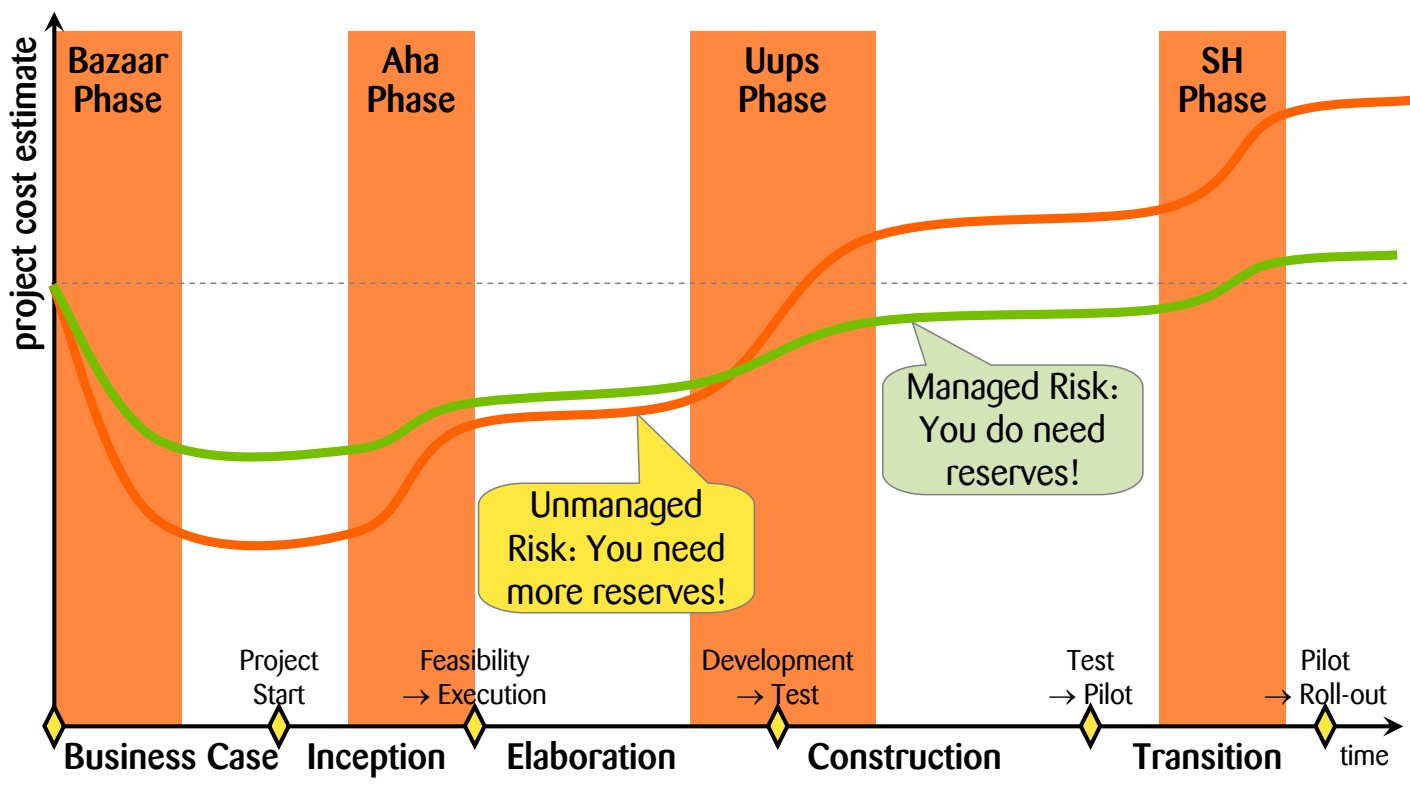 project cost estimate
Bazaar
Phase
Aha
Phase
Uups
Phase
SH
Phase
Managed Risk:
You do need
reserves!
Unmanaged
Risk: You need
more reserves!
Project
Start
Feasibility
→ Execution
Development
→ Test
Test
→ Pilot
Pilot
→ Roll-out
Business Case
Inception
Elaboration
Construction
Transition
time